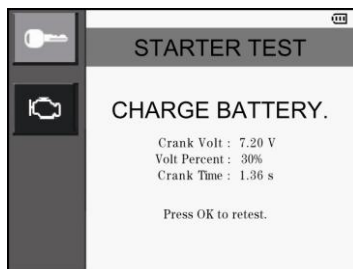 STARTER TEST
CHARGE BATTERY.
Crank Volt : 7.20 V
Volt Percent : 30%
Crank Time : 1.36 s
Press OK to retest.